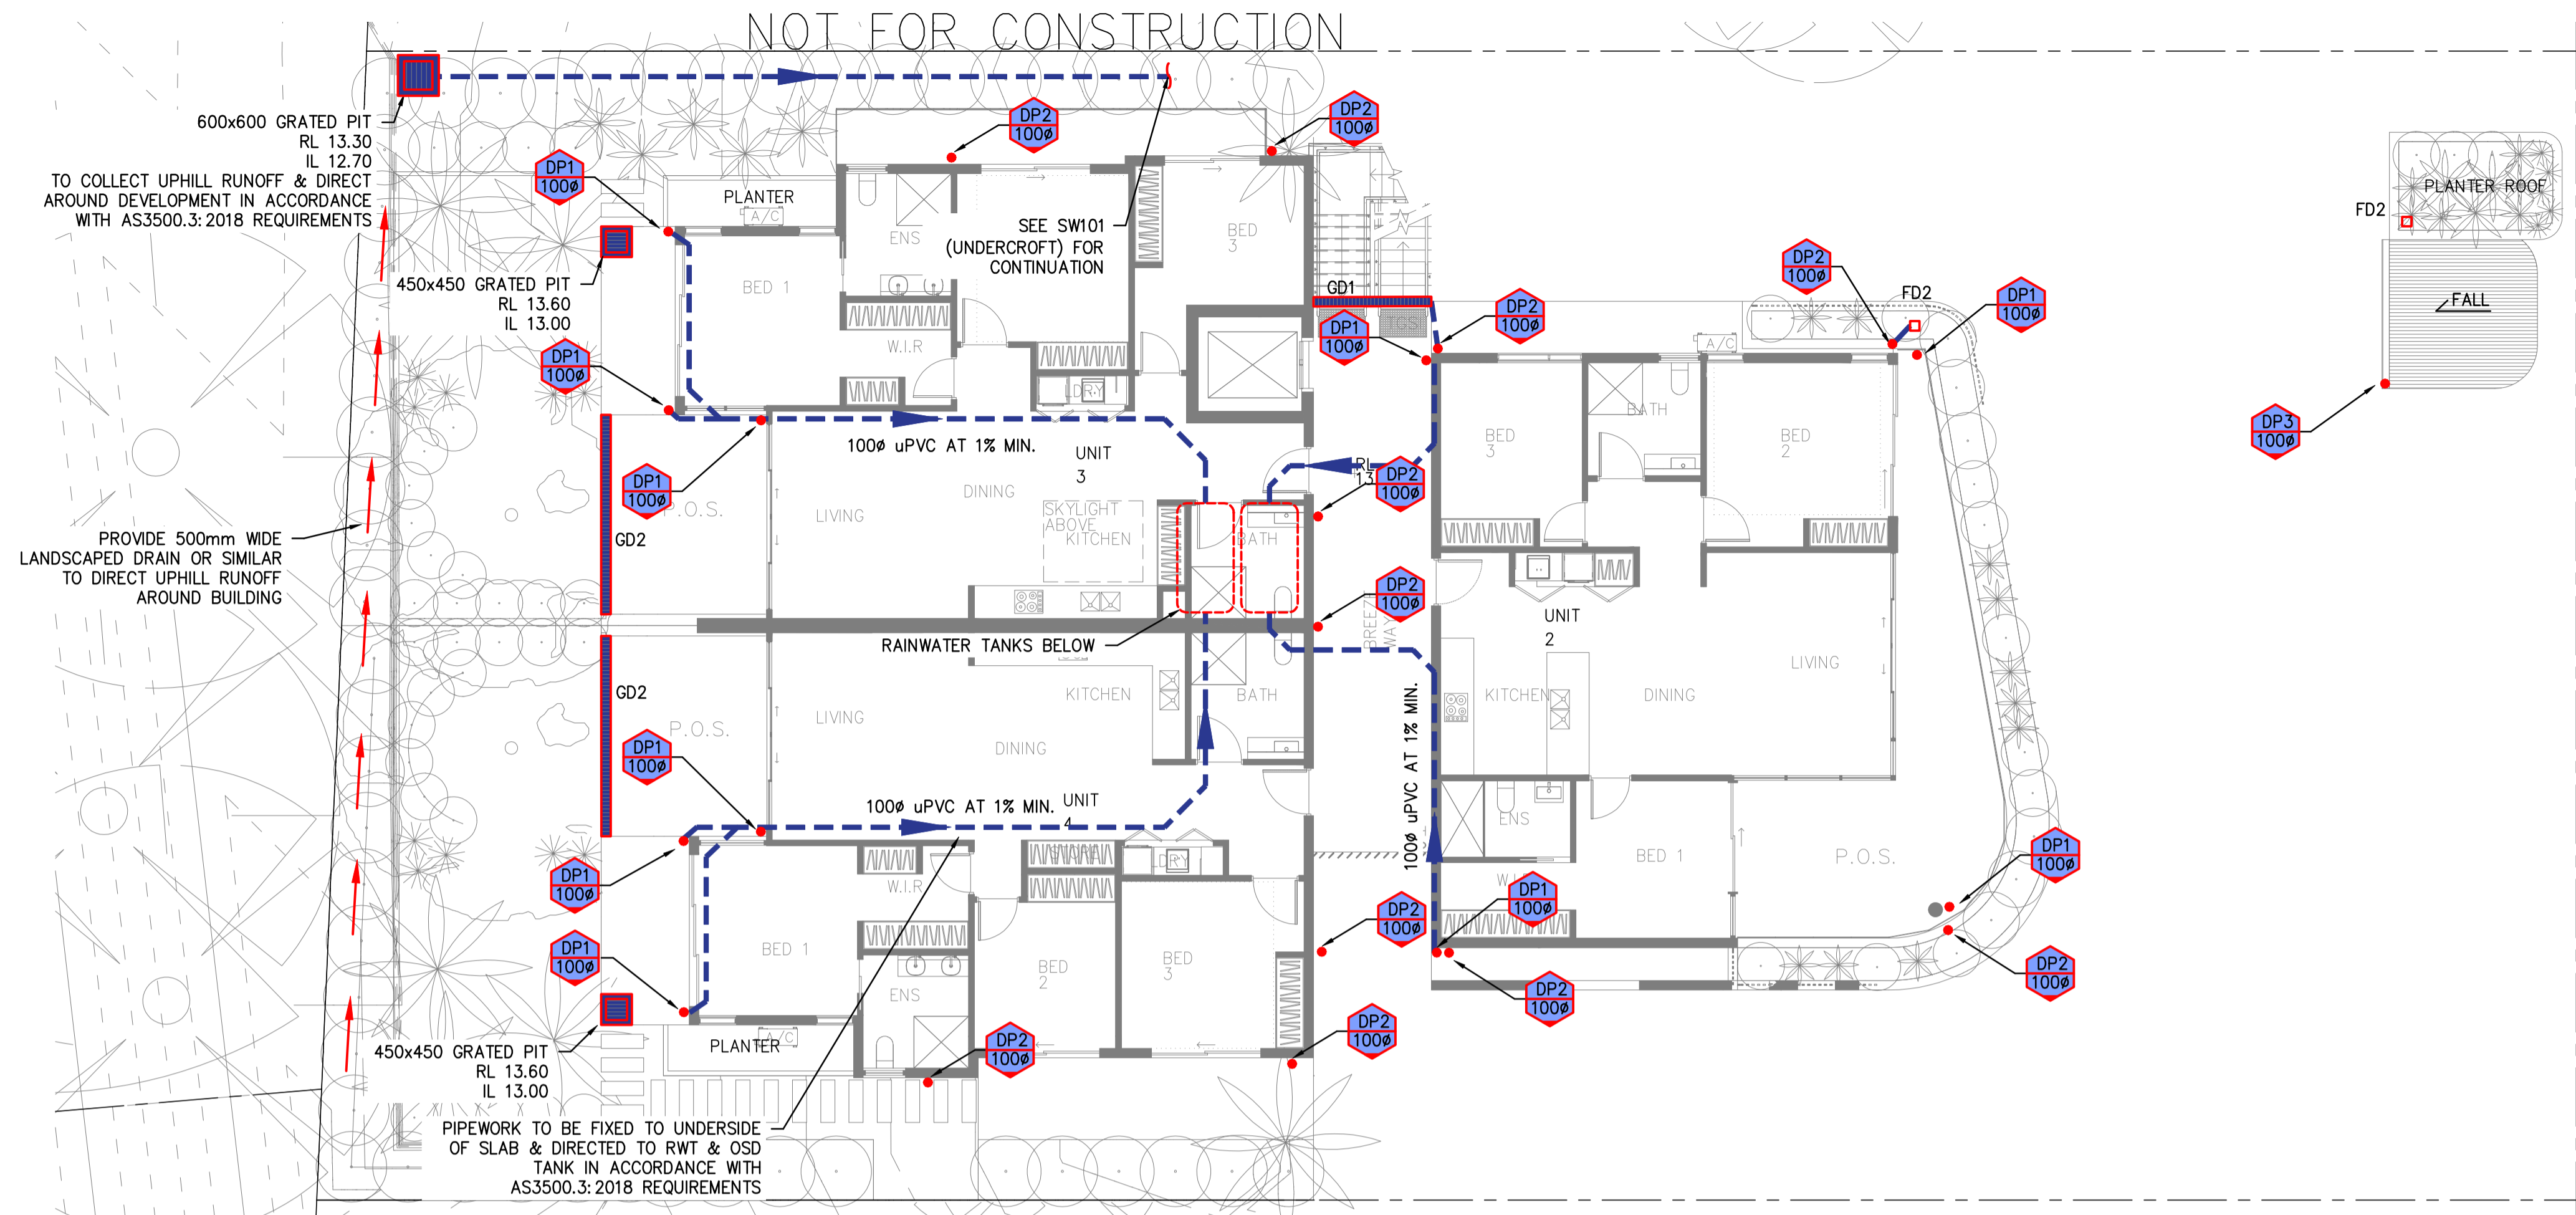 NOT FOR CONSTRUCTION
600x600 GRATED PIT
RL 13.30
IL 12.70
TO COLLECT UPHILL RUNOFF & DIRECT
AROUND DEVELOPMENT IN ACCORDANCE
WITH AS3500.3:2018 REQUIREMENTS
DP1
100ø
DP2
100ø
DP2
100ø
PLANTER
A/C
ENS
BED 1
W.I.R
SEE SW101
(UNDERCROFT) FOR
CONTINUATION
BED
3
450x450 GRATED PIT
RL 13.60
IL 13.00
DP1
100ø
LDRY
GD1
TGSI
DP1
100ø
DP2
100ø
DP2
100ø
FD2
DP1
100ø
A/C
PLANTER ROOF
FD2
FALL
DP3
100ø
100ø uPVC AT 1% MIN.
UNIT
3
DP1
100ø
P.O.S.
LIVING
DINING
SKYLIGHT
ABOVE
KITCHEN
BATH
RL
13
DP2
100ø
BED
3
BATH
BED
2
GD2
PROVIDE 500mm WIDE
LANDSCAPED DRAIN OR SIMILAR
TO DIRECT UPHILL RUNOFF
AROUND BUILDING
DP2
100ø
BREEZ
WAY
UNIT
2
RAINWATER TANKS BELOW
GD2
P.O.S.
LIVING
DINING
KITCHEN
BATH
KITCHEN
DINING
LIVING
DP1
100ø
100ø uPVC AT 1% MIN.
UNIT
4
100ø uPVC AT 1% MIN.
ENS
BED 1
P.O.S.
DP1
100ø
DP1
100ø
W.I.R
STORE
LDRY
W.I
DP1
100ø
DP2
100ø
DP1
100ø
BED 1
ENS
BED
2
BED
3
DP2
100ø
DP2
100ø
450x450 GRATED PIT
RL 13.60
IL 13.00
PLANTER
A/C
DP2
100ø
DP2
100ø
PIPEWORK TO BE FIXED TO UNDERSIDE
OF SLAB & DIRECTED TO RWT & OSD
TANK IN ACCORDANCE WITH
AS3500.3:2018 REQUIREMENTS